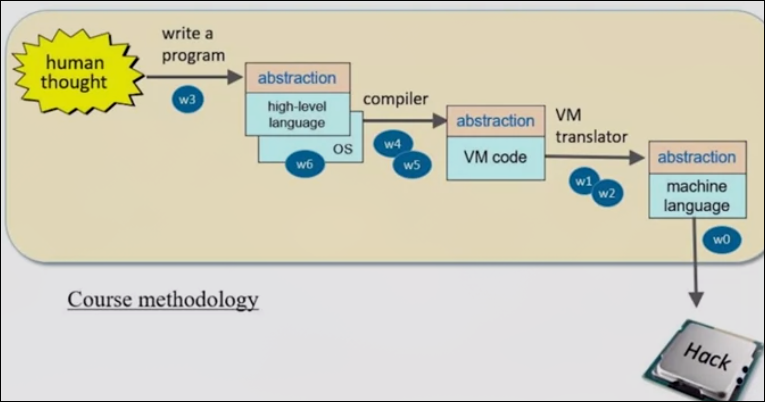 human
thought
write a
program
w3
abstraction
high-level
language
OS
w6
compiler
w4
w5
abstraction
VM code
VM
translator
w1
w2
abstraction
machine
language
w0
Course methodology
Hack